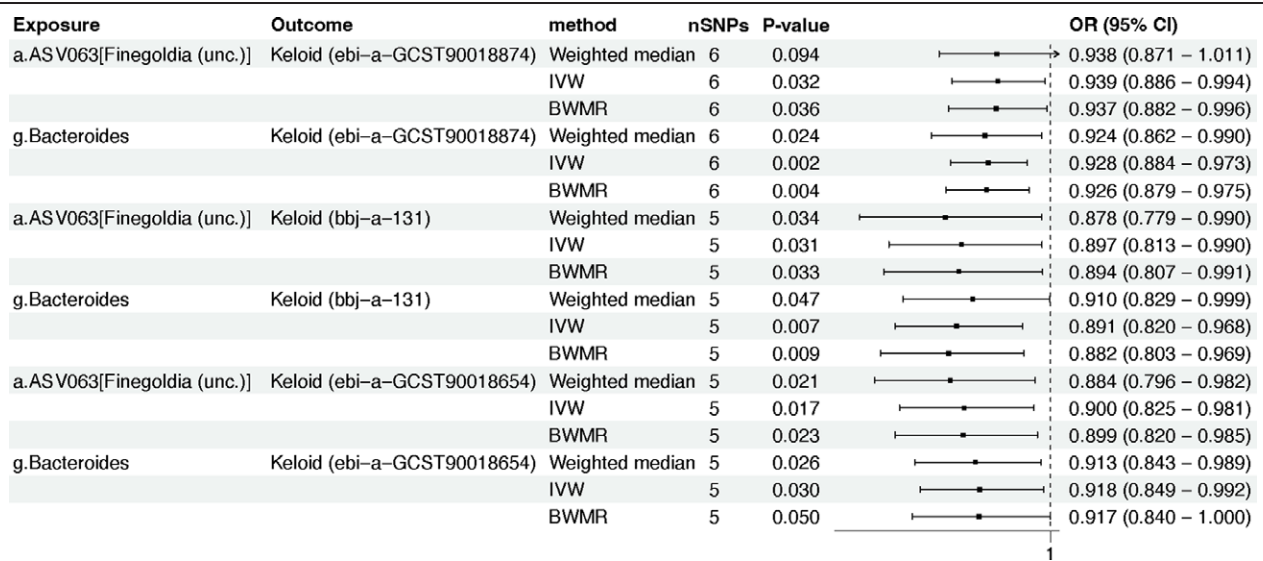 Exposure Outcome method nSNPs P-value OR (95% CI)
a.ASV063[Finegoldia (unc.)] Keloid (ebi–a–GCST90018874) Weighted median 6 0.094 0.938 (0.871 – 1.011)
IVW 6 0.032 0.939 (0.886 – 0.994)
BWMR 6 0.036 0.937 (0.882 – 0.996)
g.Bacteroides Keloid (ebi–a–GCST90018874) Weighted median 6 0.024 0.924 (0.862 – 0.990)
IVW 6 0.002 0.928 (0.884 – 0.973)
BWMR 6 0.004 0.926 (0.879 – 0.975)
a.ASV063[Finegoldia (unc.)] Keloid (bbj–a–131) Weighted median 5 0.034 0.878 (0.779 – 0.990)
IVW 5 0.031 0.897 (0.813 – 0.990)
BWMR 5 0.033 0.894 (0.807 – 0.991)
g.Bacteroides Keloid (bbj–a–131) Weighted median 5 0.047 0.910 (0.829 – 0.999)
IVW 5 0.007 0.891 (0.820 – 0.968)
BWMR 5 0.009 0.882 (0.803 – 0.969)
a.ASV063[Finegoldia (unc.)] Keloid (ebi–a–GCST90018654) Weighted median 5 0.021 0.884 (0.796 – 0.982)
IVW 5 0.017 0.900 (0.825 – 0.981)
BWMR 5 0.023 0.899 (0.820 – 0.985)
g.Bacteroides Keloid (ebi–a–GCST90018654) Weighted median 5 0.026 0.913 (0.843 – 0.989)
IVW 5 0.030 0.918 (0.849 – 0.992)
BWMR 5 0.050 0.917 (0.840 – 1.000)
1